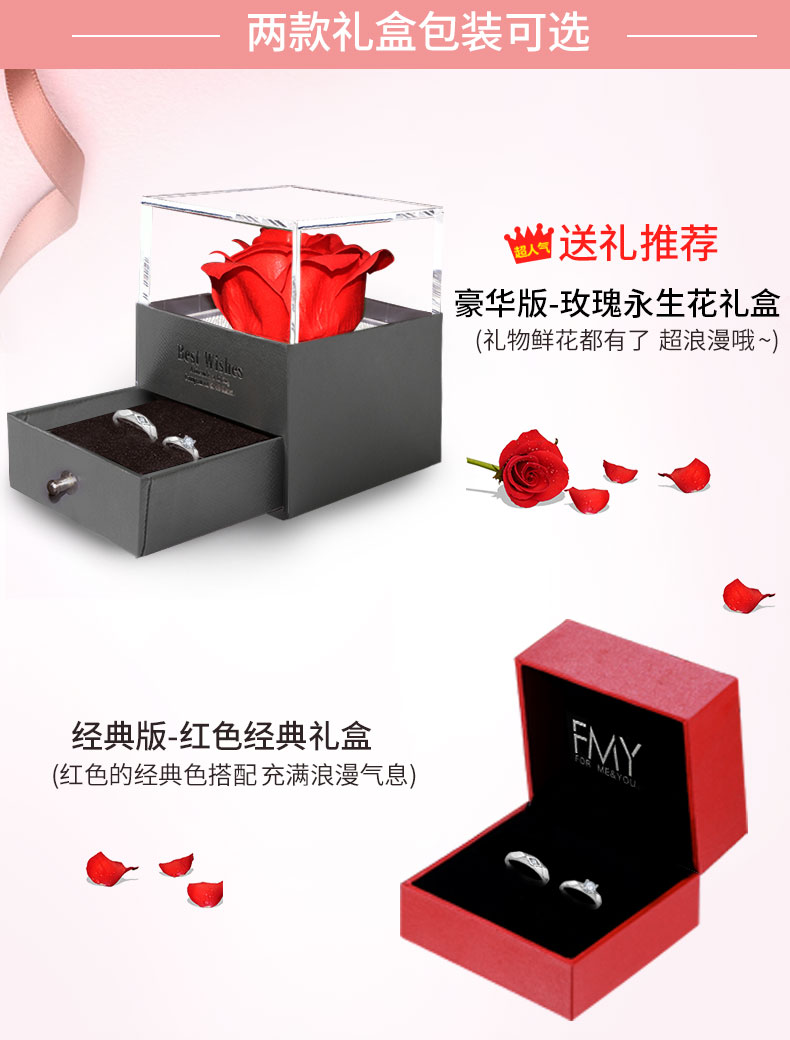 两款礼盒包装可选
超人气
送礼推荐
豪华版-玫瑰永生花礼盒
(礼物鲜花都有了 超浪漫哦~)
Best Wishes
经典版-红色经典礼盒
(红色的经典色搭配 充满浪漫气息)
FMY
FOR ME&YOU